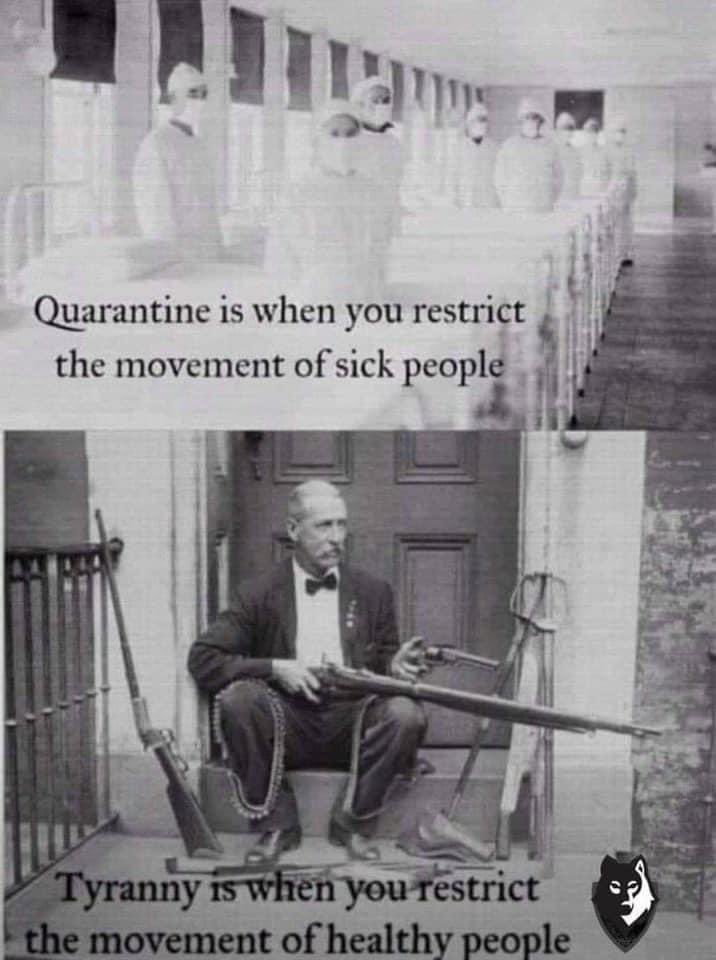 Quarantine is when you restrict
the movement of sick people
Tyranny is when you restrict
the movement of healthy people